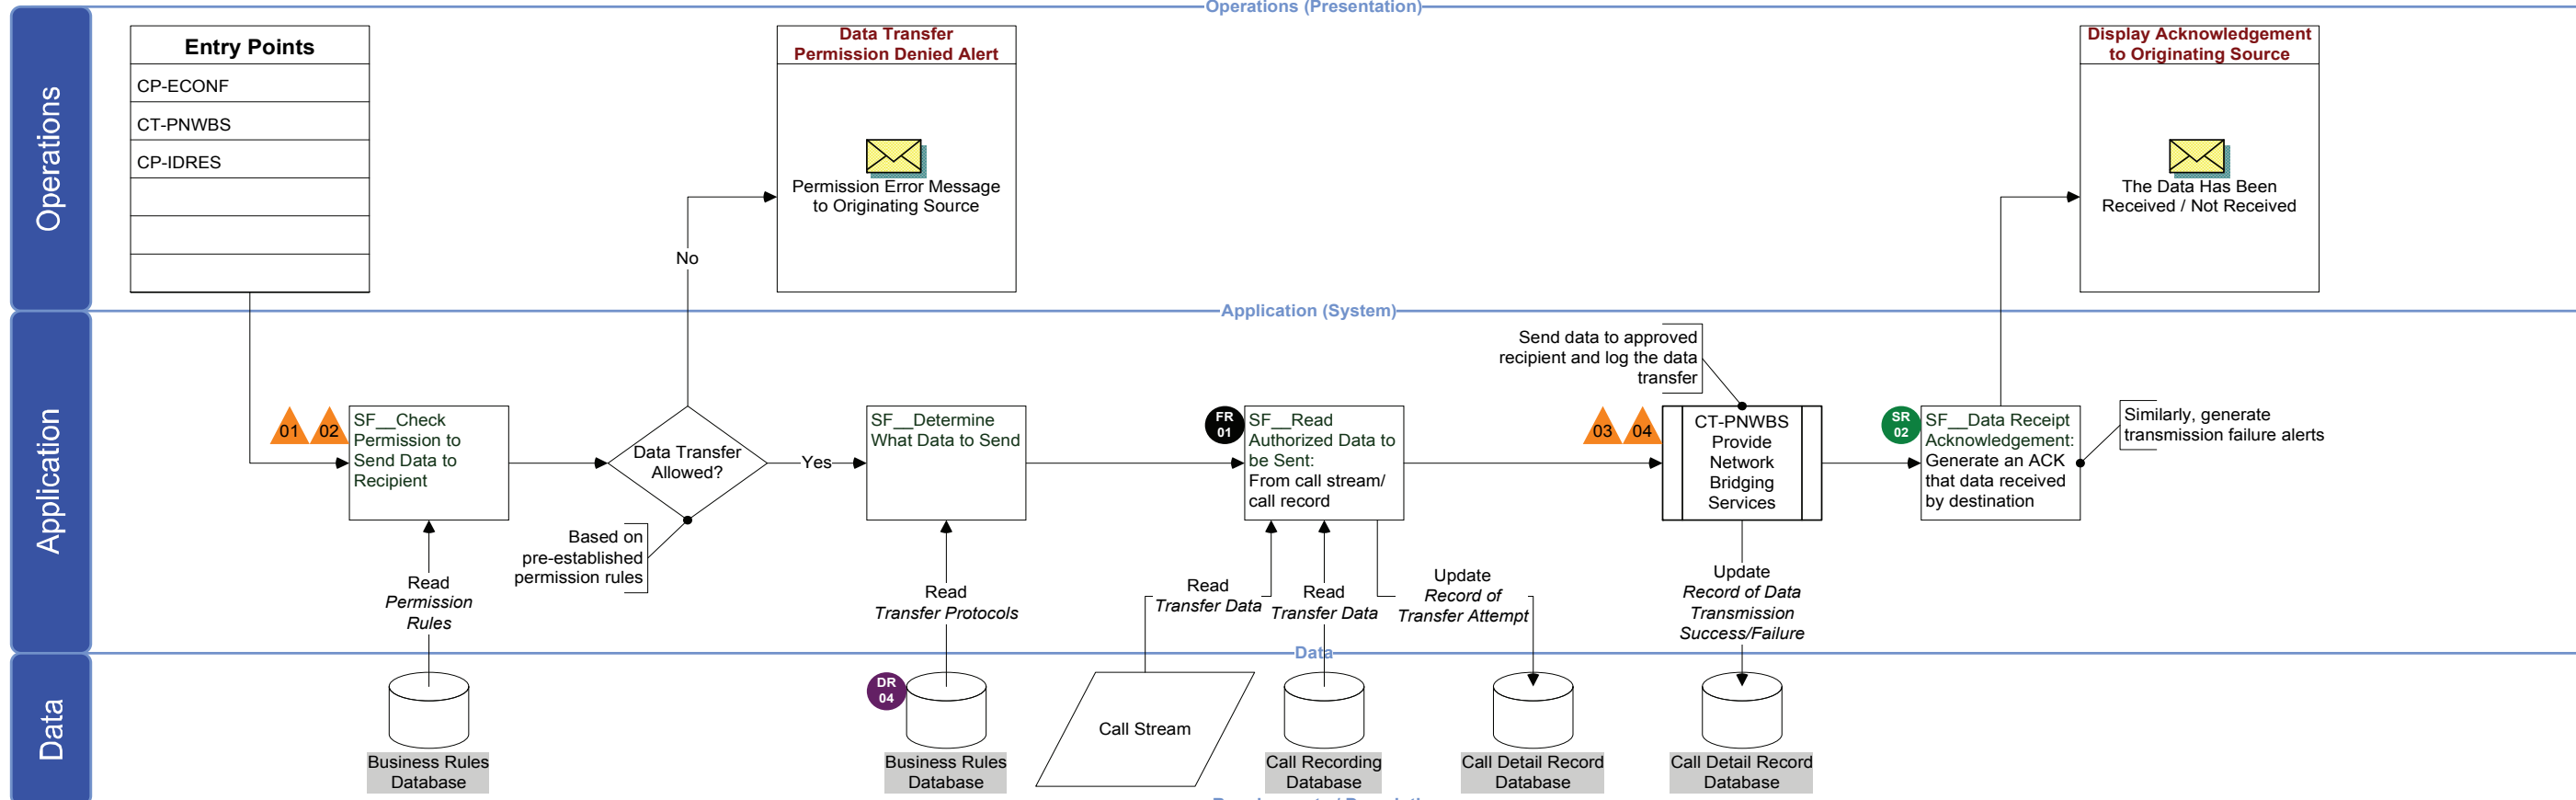 Operations (Presentation)
Operations
Entry Points
CP-ECONF
CT-PNWBS
CP-IDRES
Data Transfer
Permission Denied Alert
Permission Error Message
to Originating Source
Display Acknowledgement
to Originating Source
The Data Has Been
Received / Not Received
No
Application (System)
Application
01
02
SF__Check
Permission to
Send Data to
Recipient
Data Transfer
Allowed?
Based on
pre-established
permission rules
Yes
SF__Determine
What Data to Send
FR
01
SF__Read
Authorized Data to
be Sent:
From call stream/
call record
Send data to approved
recipient and log the data
transfer
03
04
CT-PNWBS
Provide
Network
Bridging
Services
SR
02
SF__Data Receipt
Acknowledgement:
Generate an ACK
that data received
by destination
Similarly, generate
transmission failure alerts
Read
Permission
Rules
Read
Transfer Protocols
Read
Transfer Data
Read
Transfer Data
Update
Record of
Transfer Attempt
Update
Record of Data
Transmission
Success/Failure
Data
Data
Business Rules
Database
DR
04
Business Rules
Database
Call Stream
Call Recording
Database
Call Detail Record
Database
Call Detail Record
Database